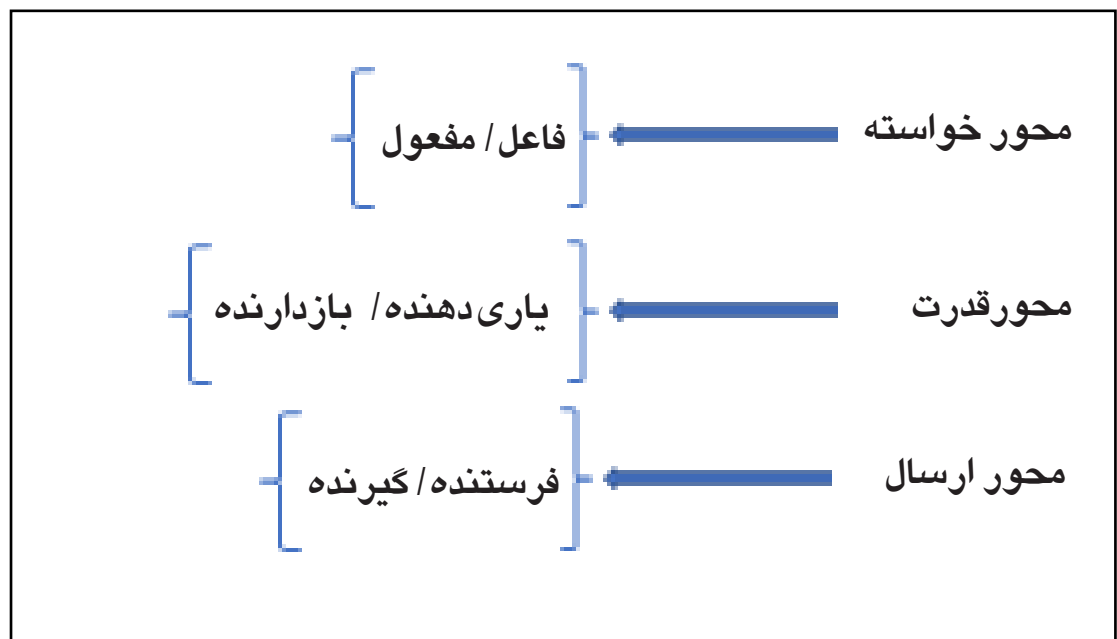 محور خواسته فاعل/ مفعول
محورقدرت یاری‌دهنده/ بازدارنده
محور ارسال فرستنده/ گیرنده